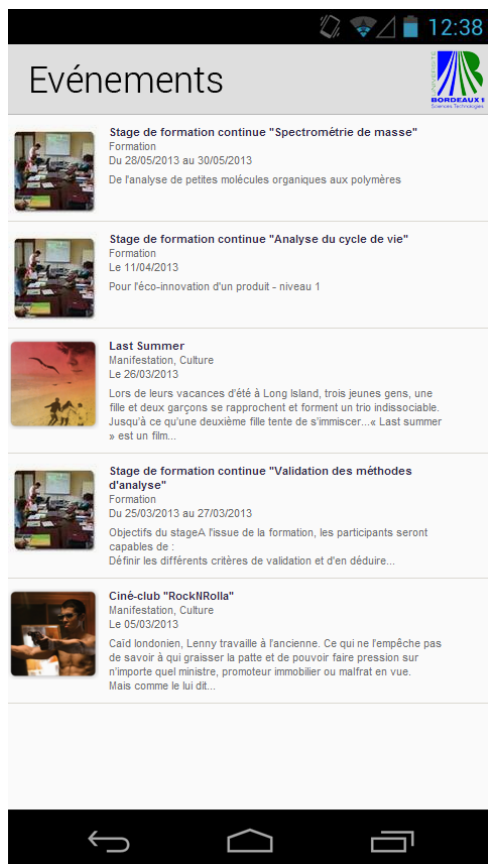 12:38
Evénements
UNIVERSITÉ
BORDEAUX 1
Sciences Technologies
Stage de formation continue "Spectrométrie de masse"
Formation
Du 28/05/2013 au 30/05/2013
De l'analyse de petites molécules organiques aux polymères
Stage de formation continue "Analyse du cycle de vie"
Formation
Le 11/04/2013
Pour l'éco-innovation d'un produit - niveau 1
Last Summer
Manifestation, Culture
Le 26/03/2013
Lors de leurs vacances d'été à Long Island, trois jeunes gens, une
fille et deux garçons se rapprochent et forment un trio indissociable.
Jusqu'à ce qu'une deuxième fille tente de s'immiscer...« Last summer
» est un film...
Stage de formation continue "Validation des méthodes
d'analyse"
Formation
Du 25/03/2013 au 27/03/2013
Objectifs du stageA l'issue de la formation, les participants seront
capables de :
Définir les différents critères de validation et d'en déduire...
Ciné-club "RockNRolla"
Manifestation, Culture
Le 05/03/2013
Caïd londonien, Lenny travaille à l'ancienne. Ce qui ne l'empêche pas
de savoir à qui graisser la patte et de pouvoir faire pression sur
n'importe quel ministre, promoteur immobilier ou malfrat en vue.
Mais comme le lui dit...